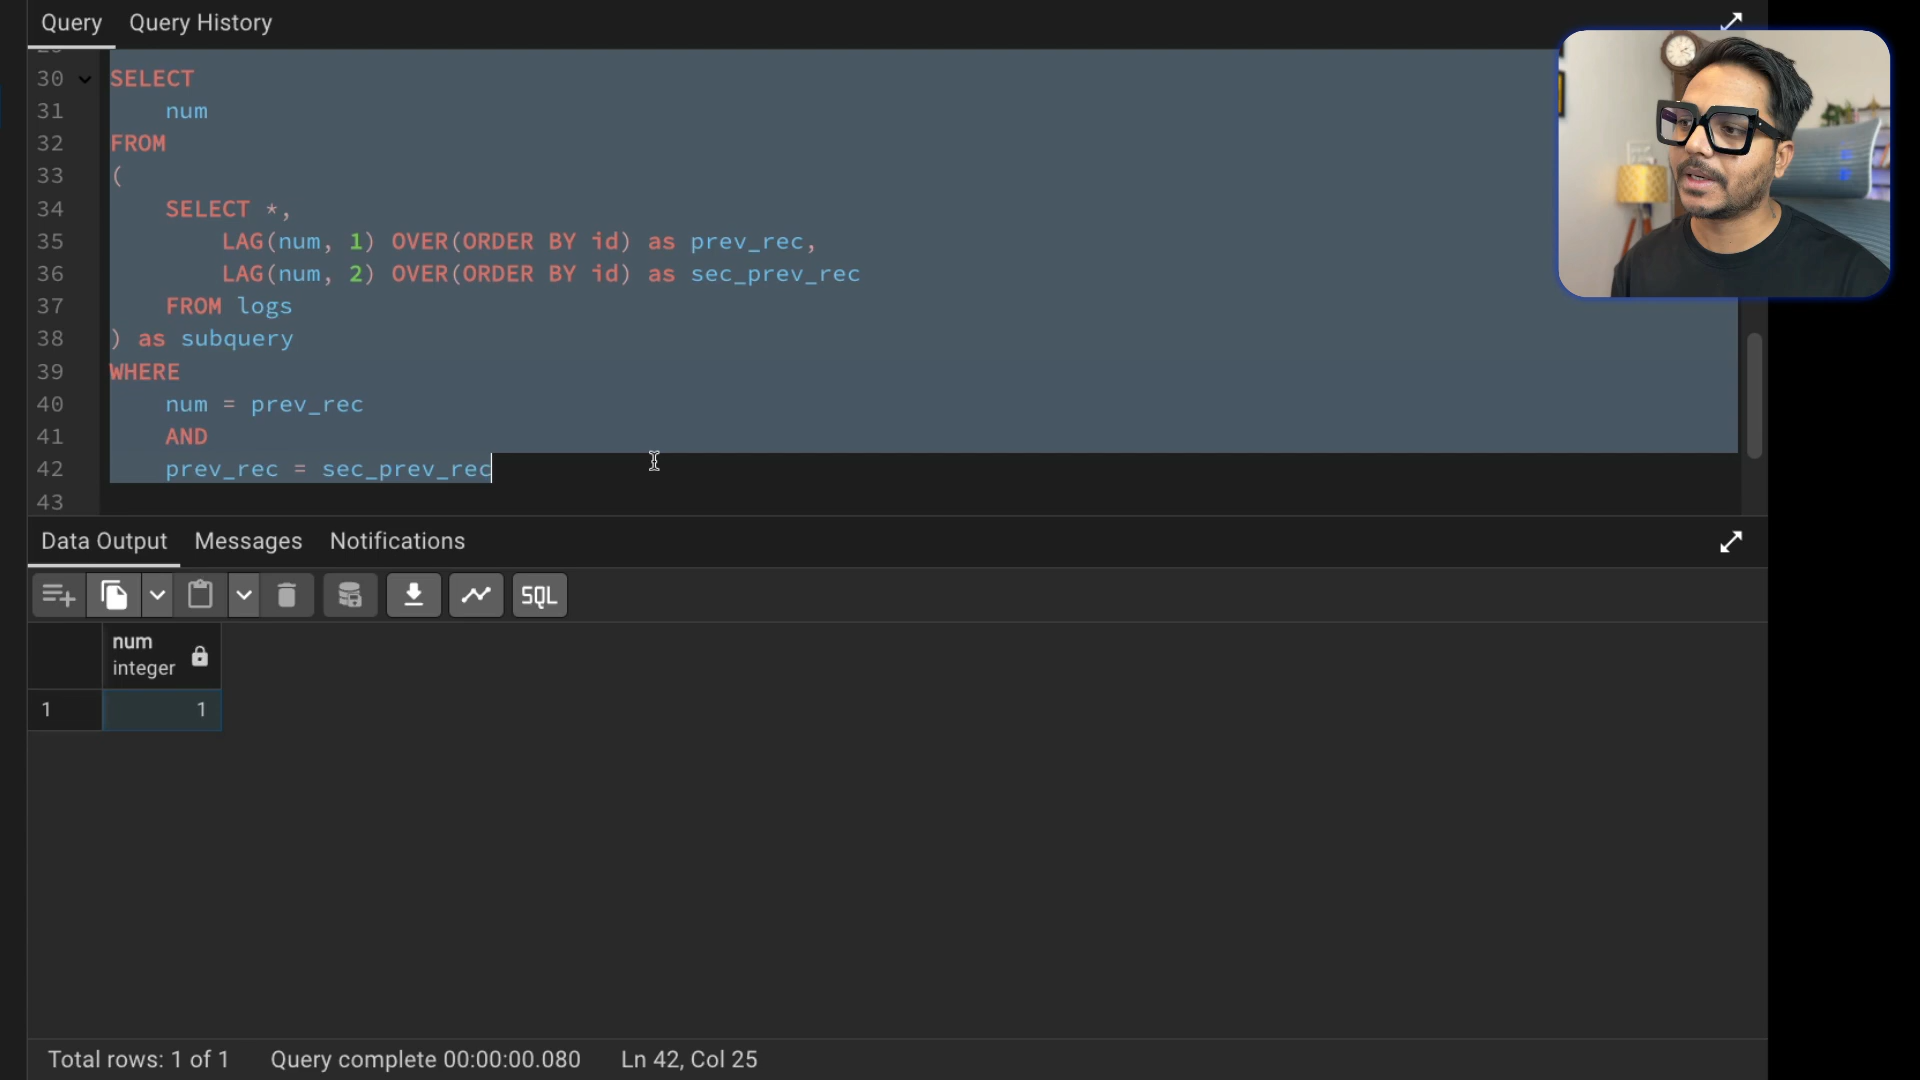 Query Query History
30 SELECT
31 num
32 FROM
33 (
34 SELECT *,
35 LAG(num, 1) OVER(ORDER BY id) as prev_rec,
36 LAG(num, 2) OVER(ORDER BY id) as sec_prev_rec
37 FROM logs
38 ) as subquery
39 WHERE
40 num = prev_rec
41 AND
42 prev_rec = sec_prev_rec
43
Data Output Messages Notifications
SQL
num
integer
1 1
Total rows: 1 of 1 Query complete 00:00:00.080 Ln 42, Col 25